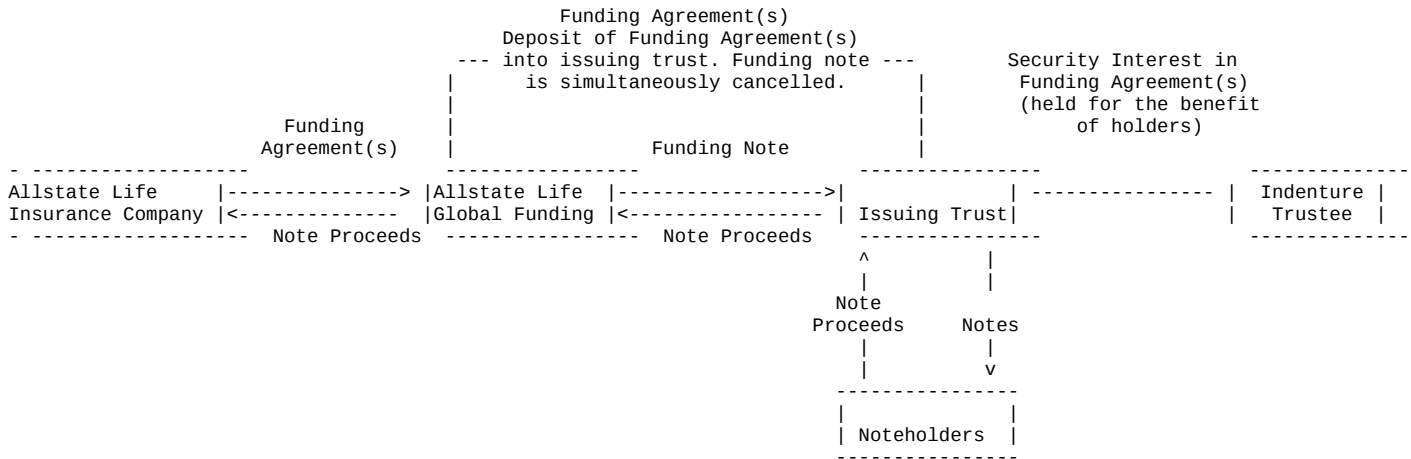 Funding Agreement(s)
Deposit of Funding Agreement(s)
--- into issuing trust. Funding note --- Security Interest in
| is simultaneously cancelled. | Funding Agreement(s)
| | (held for the benefit
Funding | | of holders)
Agreement(s) | Funding Note |
- ------------------- ----------------- ---------------- --------------
Allstate Life |---------------> |Allstate Life |------------------>| | ---------------- | Indenture |
Insurance Company |<-------------- |Global Funding |<----------------- | Issuing Trust| | Trustee |
- ------------------- Note Proceeds ----------------- Note Proceeds ---------------- --------------
^ |
| |
Note
Proceeds Notes
| |
| v
----------------
| |
| Noteholders |
----------------